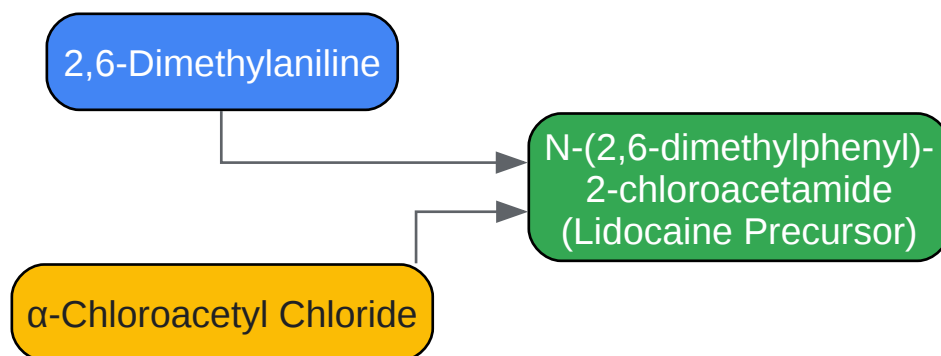 2,6-Dimethylaniline
N-(2,6-dimethylphenyl)-
2-chloroacetamide
(Lidocaine Precursor)
α-Chloroacetyl Chloride